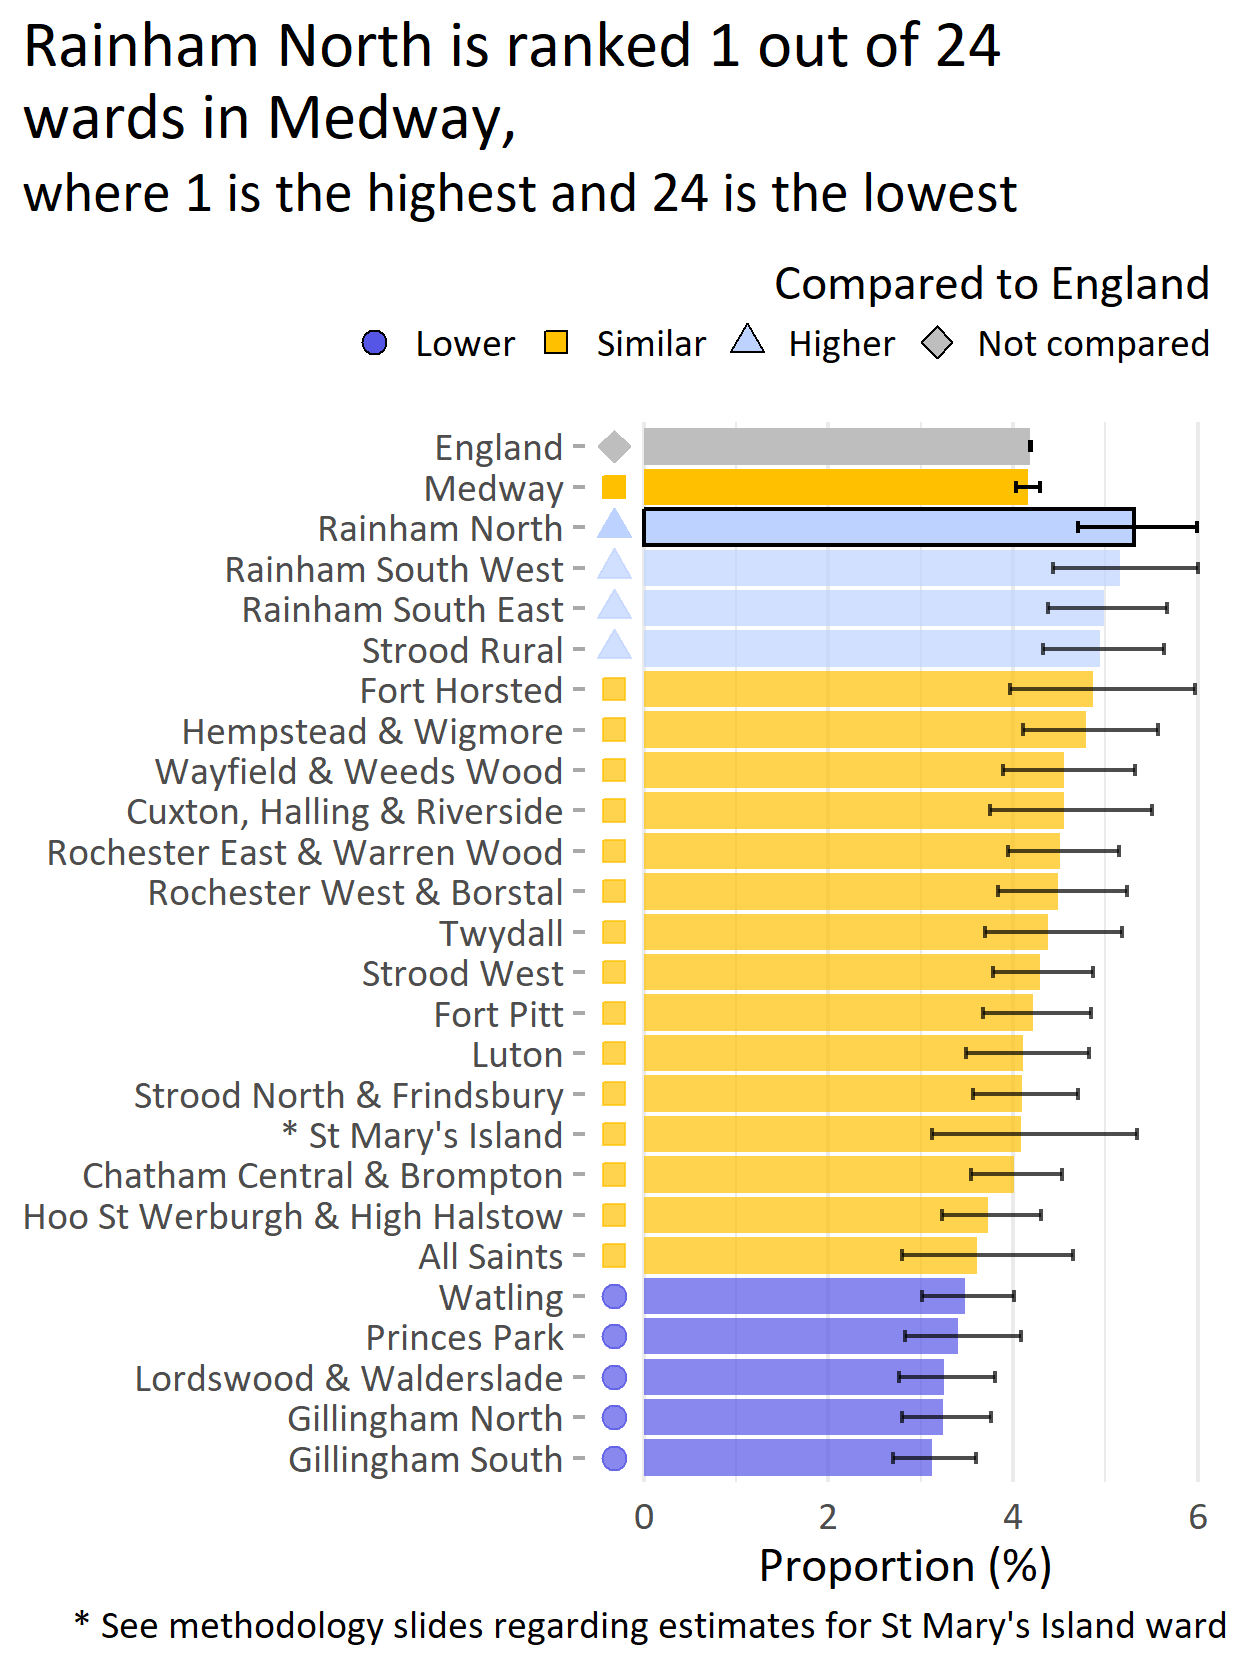 Rainham North is ranked 1 out of 24
wards in Medway,
where 1 is the highest and 24 is the lowest
Compared to England
Lower Similar Higher Not compared
England
Medway
Rainham North
Rainham South West
Rainham South East
Strood Rural
Fort Horsted
Hempstead & Wigmore
Wayfield & Weeds Wood
Cuxton, Halling & Riverside
Rochester East & Warren Wood
Rochester West & Borstal
Twydall
Strood West
Fort Pitt
Luton
Strood North & Frindsbury
* St Mary's Island
Chatham Central & Brompton
Hoo St Werburgh & High Halstow
All Saints
Watling
Princes Park
Lordswood & Walderslade
Gillingham North
Gillingham South
0 2 4 6
Proportion (%)
* See methodology slides regarding estimates for St Mary's Island ward